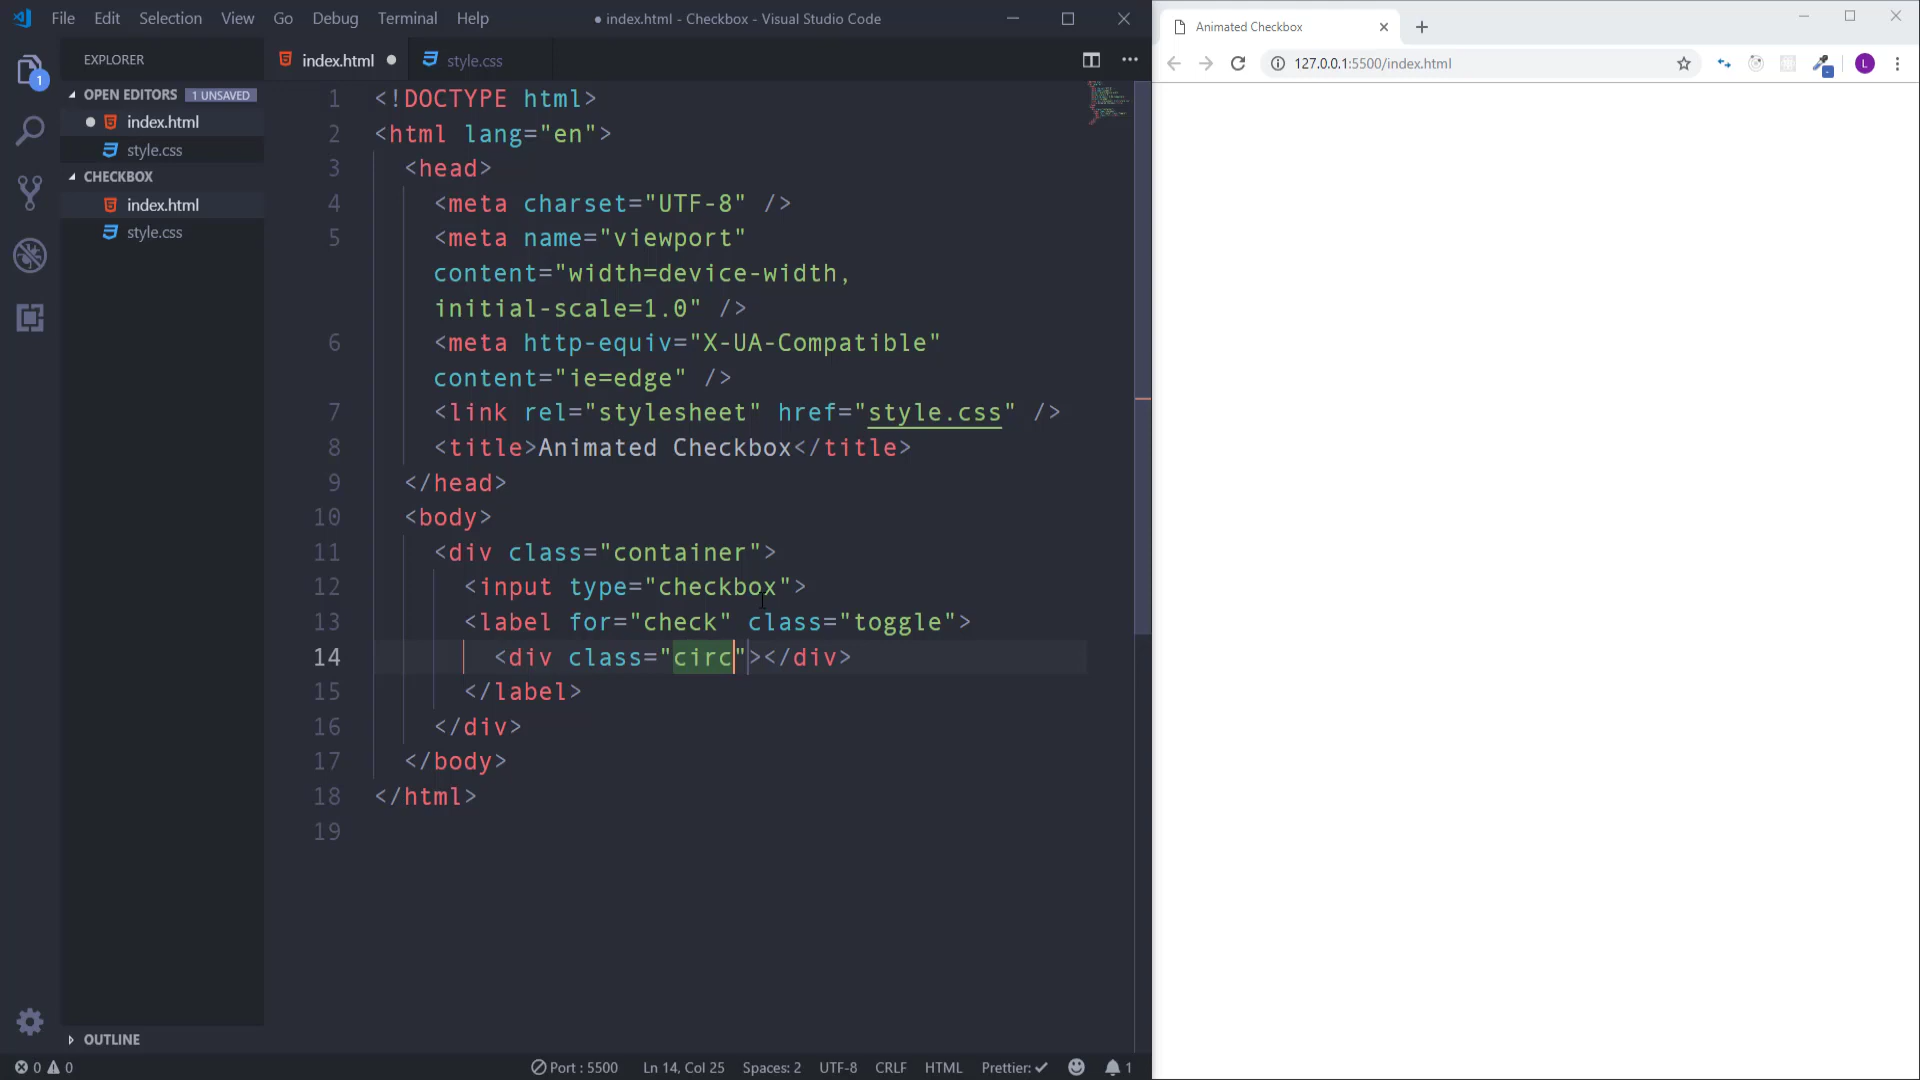 File Edit Selection View Go Debug Terminal Help
● index.html - Checkbox - Visual Studio Code
EXPLORER
OPEN EDITORS 1 UNSAVED
index.html
style.css
CHECKBOX
index.html
style.css
OUTLINE
1
index.html
style.css
1 <!DOCTYPE html>
2 <html lang="en">
3 <head>
4 <meta charset="UTF-8" />
5 <meta name="viewport"
content="width=device-width,
initial-scale=1.0" />
6 <meta http-equiv="X-UA-Compatible"
content="ie=edge" />
7 <link rel="stylesheet" href="style.css" />
8 <title>Animated Checkbox</title>
9 </head>
10 <body>
11 <div class="container">
12 <input type="checkbox">
13 <label for="check" class="toggle">
14 <div class="circ"></div>
15 </label>
16 </div>
17 </body>
18 </html>
19
0 0 Port : 5500 Ln 14, Col 25 Spaces: 2 UTF-8 CRLF HTML Prettier: ✓ 1
Animated Checkbox
127.0.0.1:5500/index.html
L